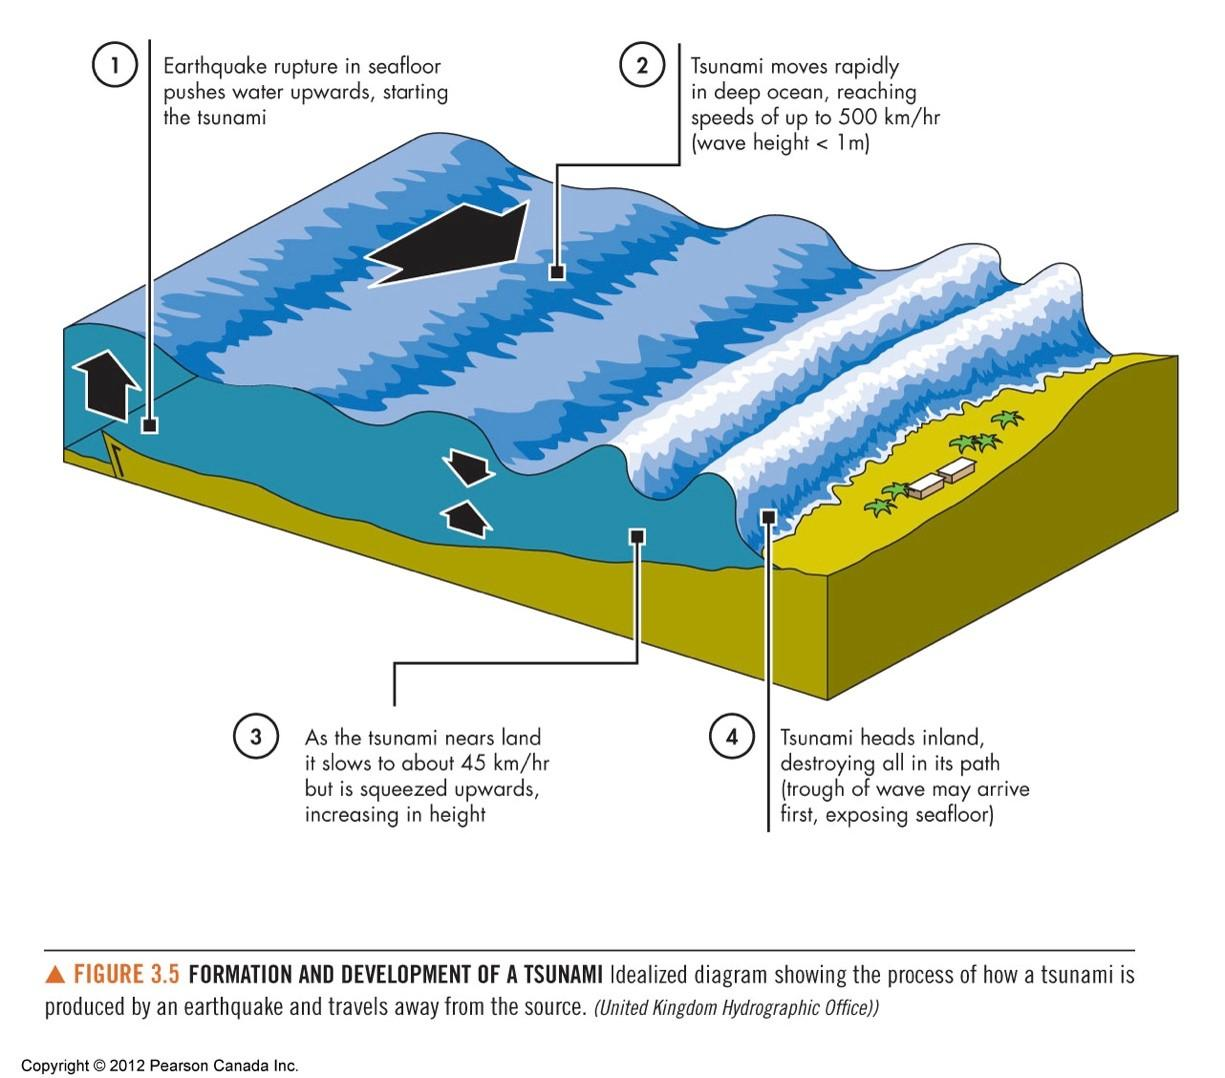 1
Earthquake rupture in seafloor
pushes water upwards, starting
the tsunami
2
Tsunami moves rapidly
in deep ocean, reaching
speeds of up to 500 km/hr
(wave height < 1m)
3
As the tsunami nears land
it slows to about 45 km/hr
but is squeezed upwards,
increasing in height
4
Tsunami heads inland,
destroying all in its path
(trough of wave may arrive
first, exposing seafloor)
▲ FIGURE 3.5 FORMATION AND DEVELOPMENT OF A TSUNAMI Idealized diagram showing the process of how a tsunami is
produced by an earthquake and travels away from the source. (United Kingdom Hydrographic Office))
Copyright © 2012 Pearson Canada Inc.